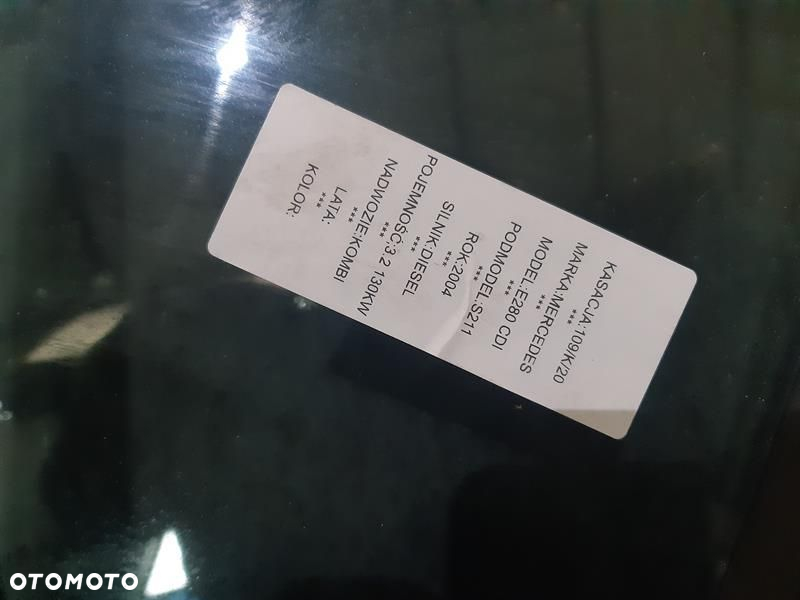 KASACJA:109/K/20
***
MARKA:MERCEDES
***
MODEL:E280 CDI
***
PODMODEL:S211
***
ROK:2004
***
SILNIK:DIESEL
***
POJEMNOŚĆ;3.2 130KW
***
NADWOZIE:KOMBI
***
LATA:
***
KOLOR:
OTOMOTO